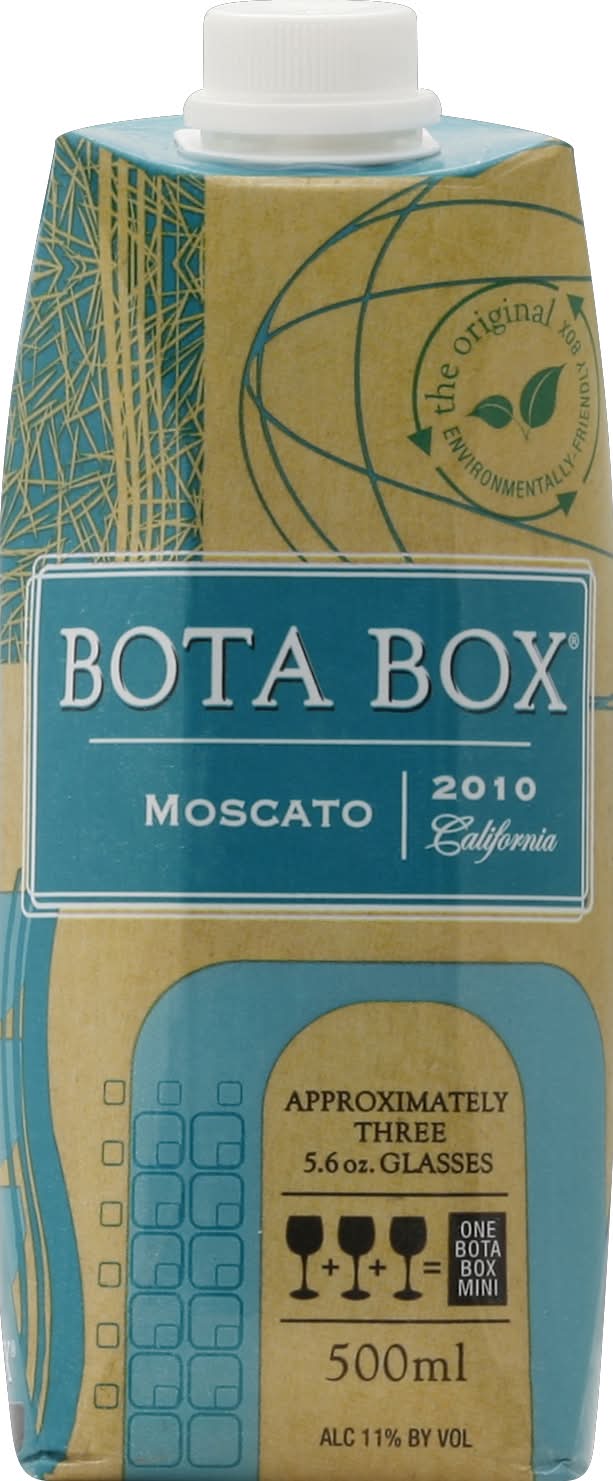 the original
BOX
ENVIRONMENTALLY-FRIENDLY
BOTA BOX®
MOSCATO
2010
California
APPROXIMATELY
THREE
5.6 oz. GLASSES
+ + =
ONE
BOTA
BOX
MINI
500ml
ALC 11% BY VOL